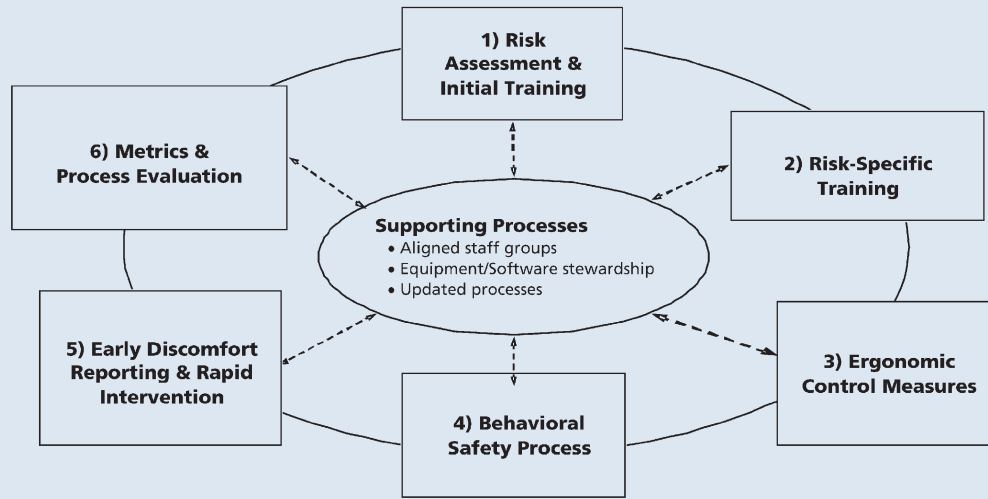 1) Risk
Assessment &
Initial Training
2) Risk-Specific
Training
3) Ergonomic
Control Measures
4) Behavioral
Safety Process
5) Early Discomfort
Reporting & Rapid
Intervention
6) Metrics &
Process Evaluation
Supporting Processes
• Aligned staff groups
• Equipment/Software stewardship
• Updated processes